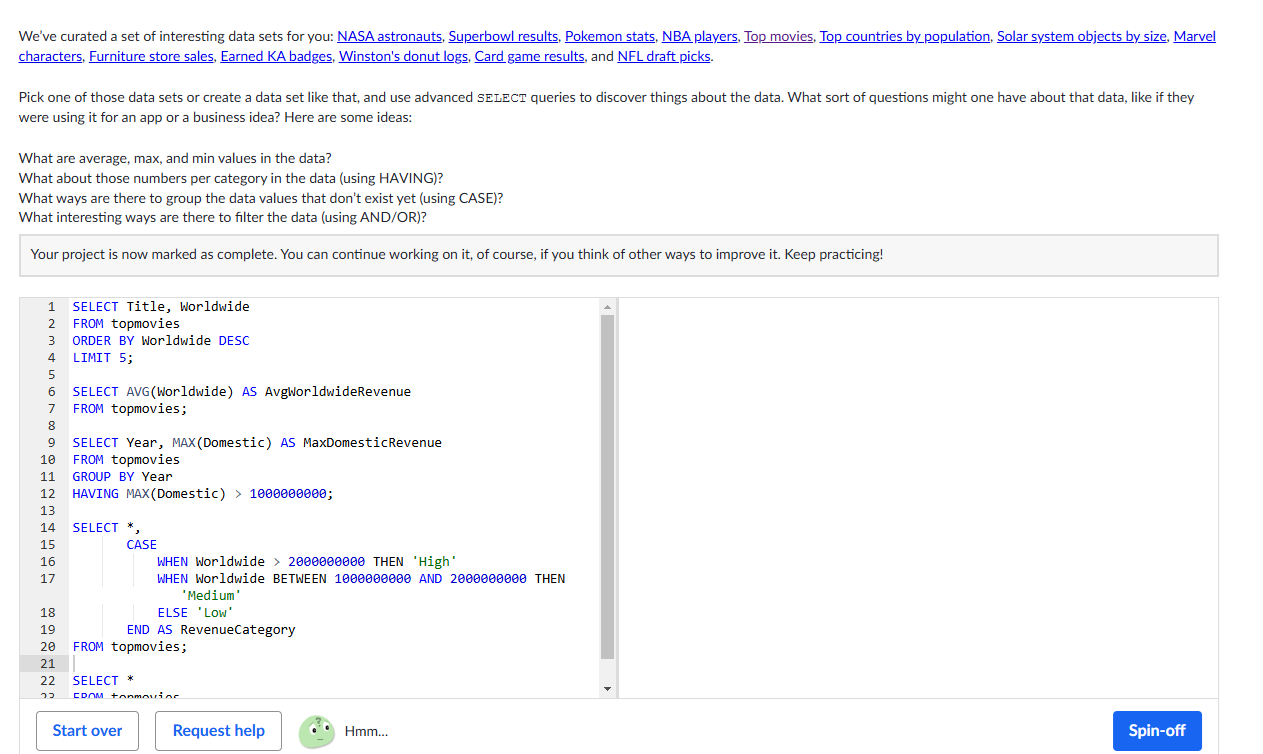 We've curated a set of interesting data sets for you: NASA astronauts, Superbowl results, Pokemon stats, NBA players, Top movies, Top countries by population, Solar system objects by size, Marvel
characters, Furniture store sales, Earned KA badges, Winston's donut logs, Card game results, and NFL draft picks.
Pick one of those data sets or create a data set like that, and use advanced SELECT queries to discover things about the data. What sort of questions might one have about that data, like if they
were using it for an app or a business idea? Here are some ideas:
What are average, max, and min values in the data?
What about those numbers per category in the data (using HAVING)?
What ways are there to group the data values that don't exist yet (using CASE)?
What interesting ways are there to filter the data (using AND/OR)?
Your project is now marked as complete. You can continue working on it, of course, if you think of other ways to improve it. Keep practicing!
1 SELECT Title, Worldwide
2 FROM topmovies
3 ORDER BY Worldwide DESC
4 LIMIT 5;
5
6 SELECT AVG(Worldwide) AS AvgWorldwideRevenue
7 FROM topmovies;
8
9 SELECT Year, MAX(Domestic) AS MaxDomesticRevenue
10 FROM topmovies
11 GROUP BY Year
12 HAVING MAX(Domestic) > 1000000000;
13
14 SELECT *,
15 CASE
16 WHEN Worldwide > 2000000000 THEN 'High'
17 WHEN Worldwide BETWEEN 1000000000 AND 2000000000 THEN
'Medium'
18 ELSE 'Low'
19 END AS RevenueCategory
20 FROM topmovies;
21
22 SELECT *
23 FROM topmovies
Start over Request help Hmm... Spin-off